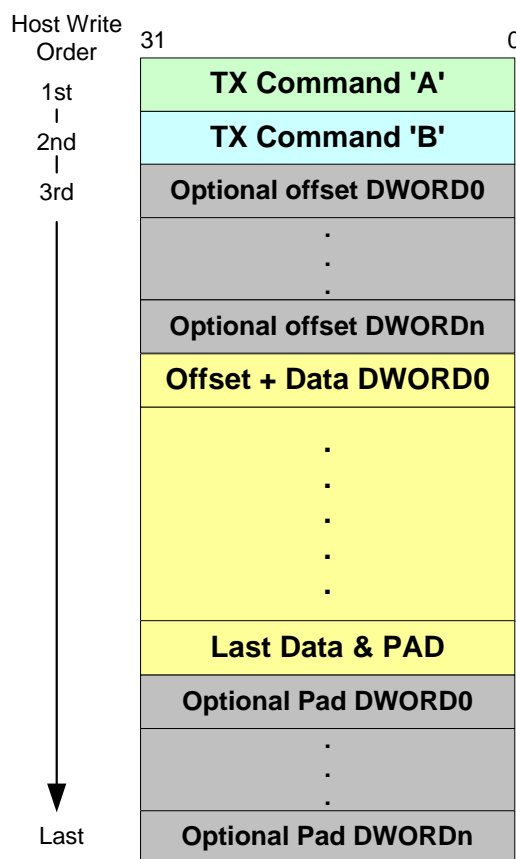 Host Write
Order
31
0
1st
TX Command 'A'
2nd
TX Command 'B'
3rd
Optional offset DWORD0
.
.
.
Optional offset DWORDn
Offset + Data DWORD0
.
.
.
.
.
Last Data & PAD
Optional Pad DWORD0
.
.
.
Last
Optional Pad DWORDn